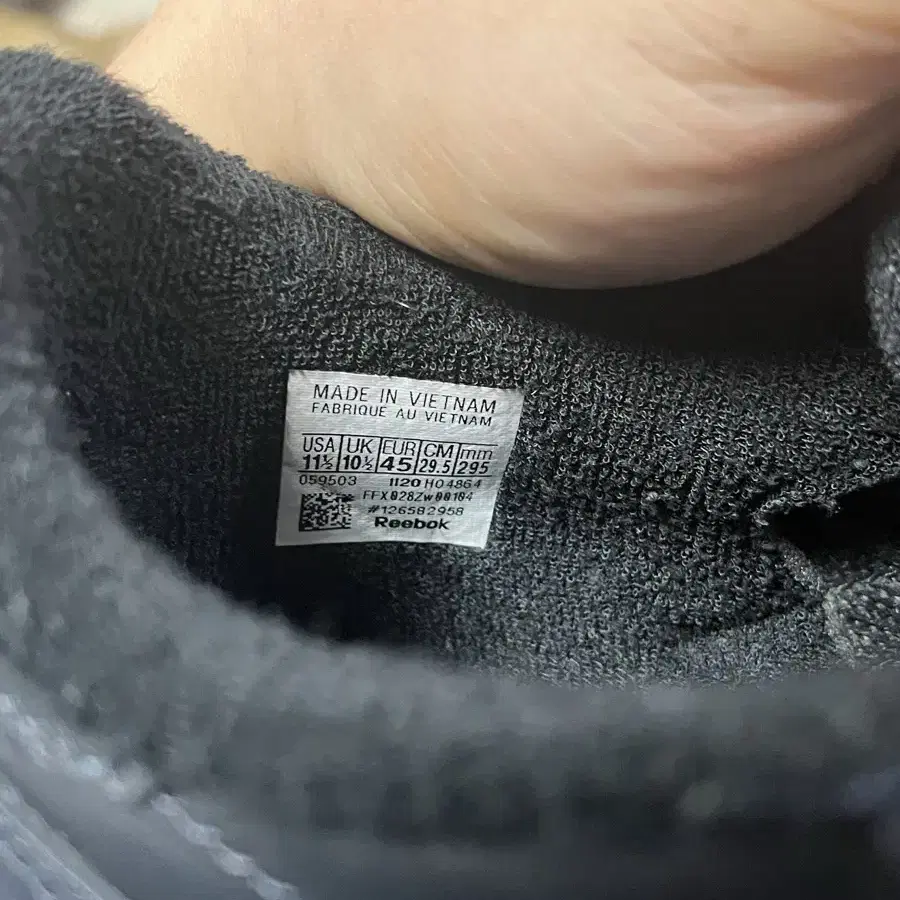 MADE IN VIETNAM
FABRIQUE AU VIETNAM
USA UK EUR CM mm
11½ 10½ 45 29.5 295
059503 1120 H04864
FFX028Zw00104
#126582958
Reebok